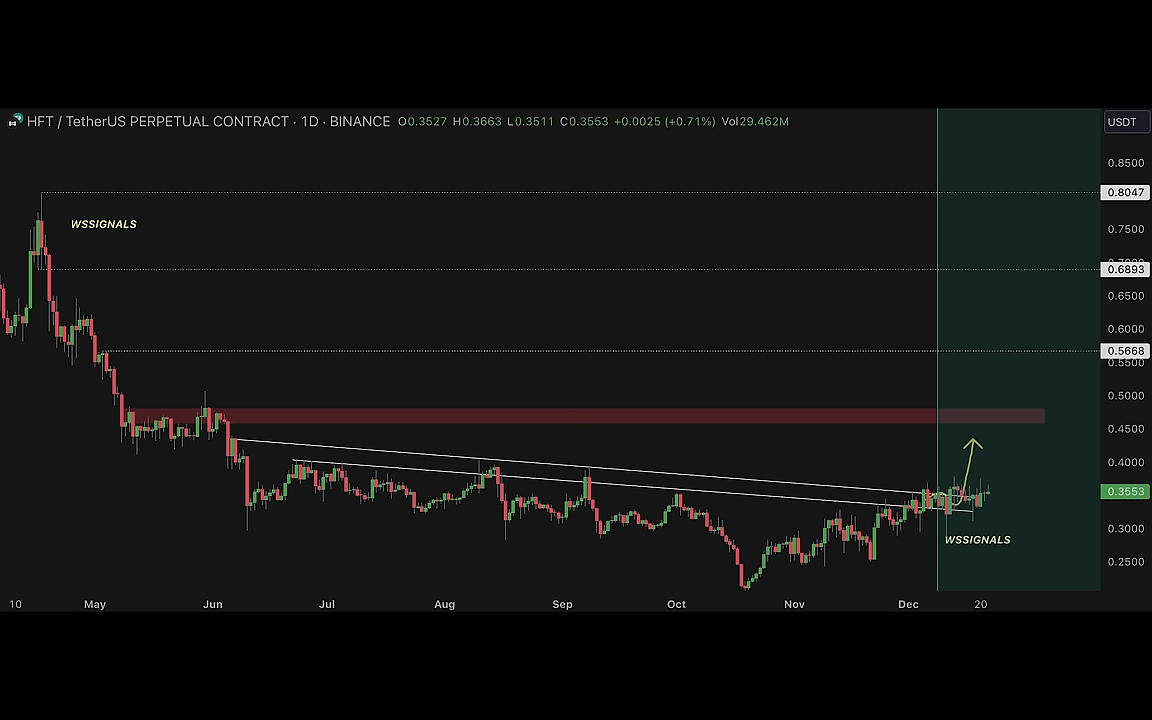 HFT / TetherUS PERPETUAL CONTRACT · 1D · BINANCE O0.3527 H0.3663 L0.3511 C0.3553 +0.0025 (+0.71%) Vol29.462M
USDT
0.8500
0.8047
WSSIGNALS
0.7500
0.6893
0.6500
0.6000
0.5668
0.5500
0.5000
0.4500
0.4000
0.3553
0.3000
WSSIGNALS
0.2500
10 May Jun Jul Aug Sep Oct Nov Dec 20